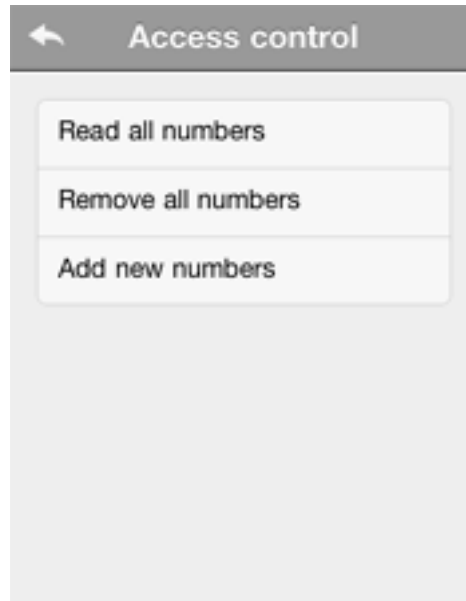 Access control
Read all numbers
Remove all numbers
Add new numbers